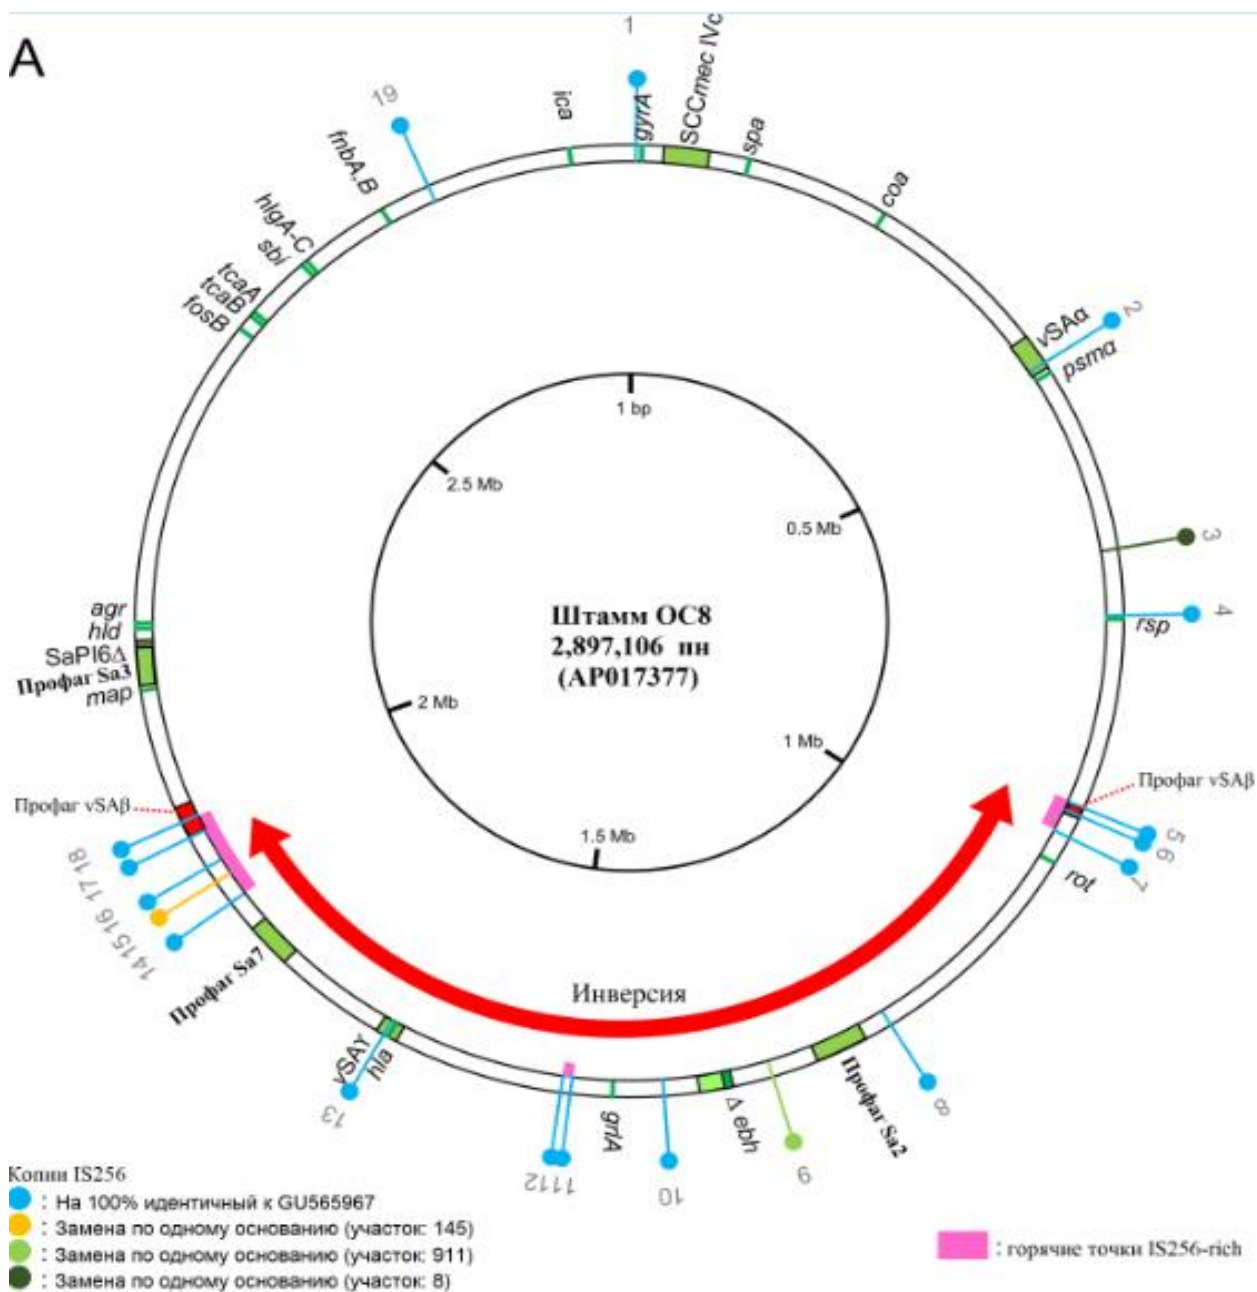 A
1
19
ica
gyrA
SCCmec IVc
spa
coa
fnbA,B
hlgA-C
sbi
tcaA
tcaB
fosB
vSAα
2
psmα
3
4
rsp
1 bp
0.5 Mb
1 Mb
1.5 Mb
2 Mb
2.5 Mb
Штамм ОС8
2,897,106 пн
(AP017377)
agr
hld
SaPI6Δ
Профаг Sa3
map
Профаг vSAβ
Профаг vSAβ
5
6
7
rot
18
17
16
15
14
Профаг Sa7
Инверсия
vSAγ
hla
13
12
11
grlA
10
Δ ebh
9
Профаг Sa2
8
Копии IS256
: На 100% идентичный к GU565967
: Замена по одному основанию (участок: 145)
: Замена по одному основанию (участок: 911)
: Замена по одному основанию (участок: 8)
: горячие точки IS256-rich